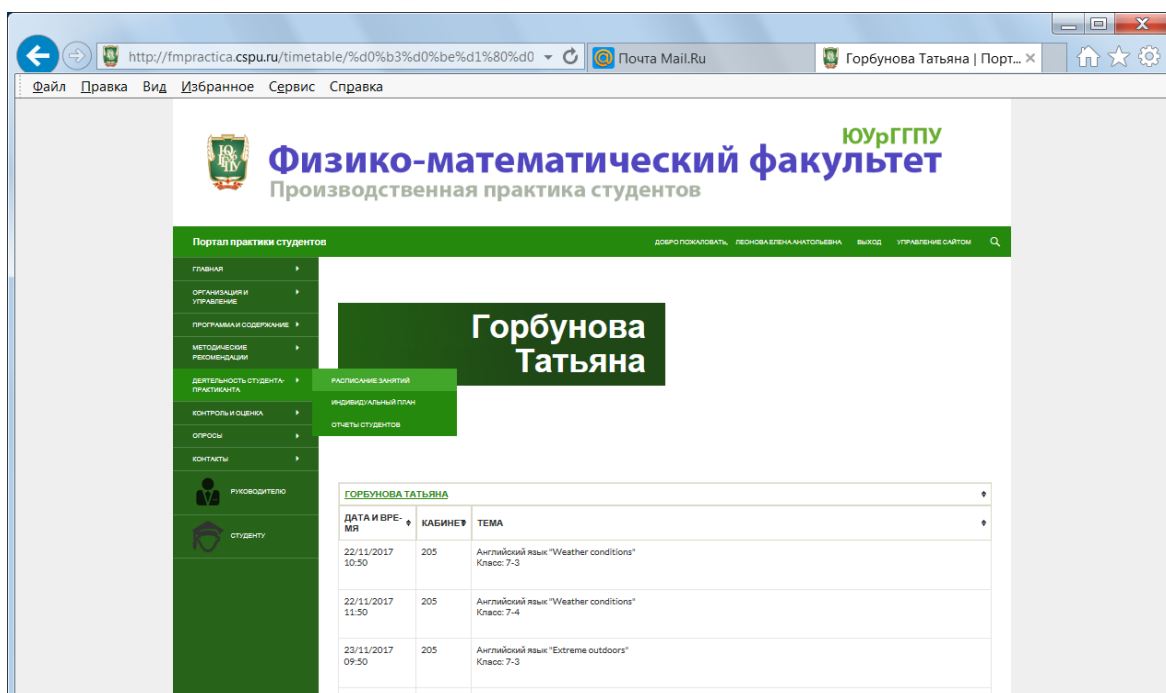 http://fmpractica.cspu.ru/timetable/%d0%b3%d0%be%d1%80%d0
Почта Mail.Ru
Горбунова Татьяна | Порт...
Файл Правка Вид Избранное Сервис Справка
ЮУрГГПУ
Физико-математический факультет
Производственная практика студентов
Портал практики студентов
ДОБРО ПОЖАЛОВАТЬ, ЛЕОНОВА ЕЛЕНА АНАТОЛЬЕВНА ВЫХОД УПРАВЛЕНИЕ САЙТОМ
ГЛАВНАЯ
ОРГАНИЗАЦИЯ И
УПРАВЛЕНИЕ
ПРОГРАММА И СОДЕРЖАНИЕ
МЕТОДИЧЕСКИЕ
РЕКОМЕНДАЦИИ
ДЕЯТЕЛЬНОСТЬ СТУДЕНТА-
ПРАКТИКАНТА
КОНТРОЛЬ И ОЦЕНКА
ОПРОСЫ
КОНТАКТЫ
РУКОВОДИТЕЛЮ
СТУДЕНТУ
РАСПИСАНИЕ ЗАНЯТИЙ
ИНДИВИДУАЛЬНЫЙ ПЛАН
ОТЧЕТЫ СТУДЕНТОВ
Горбунова
Татьяна
ГОРБУНОВА ТАТЬЯНА
ДАТА И ВРЕ- КАБИНЕТ ТЕМА
МЯ
22/11/2017 205 Английский язык "Weather conditions"
10:50 Класс: 7-3
22/11/2017 205 Английский язык "Weather conditions"
11:50 Класс: 7-4
23/11/2017 205 Английский язык "Extreme outdoors"
09:50 Класс: 7-3